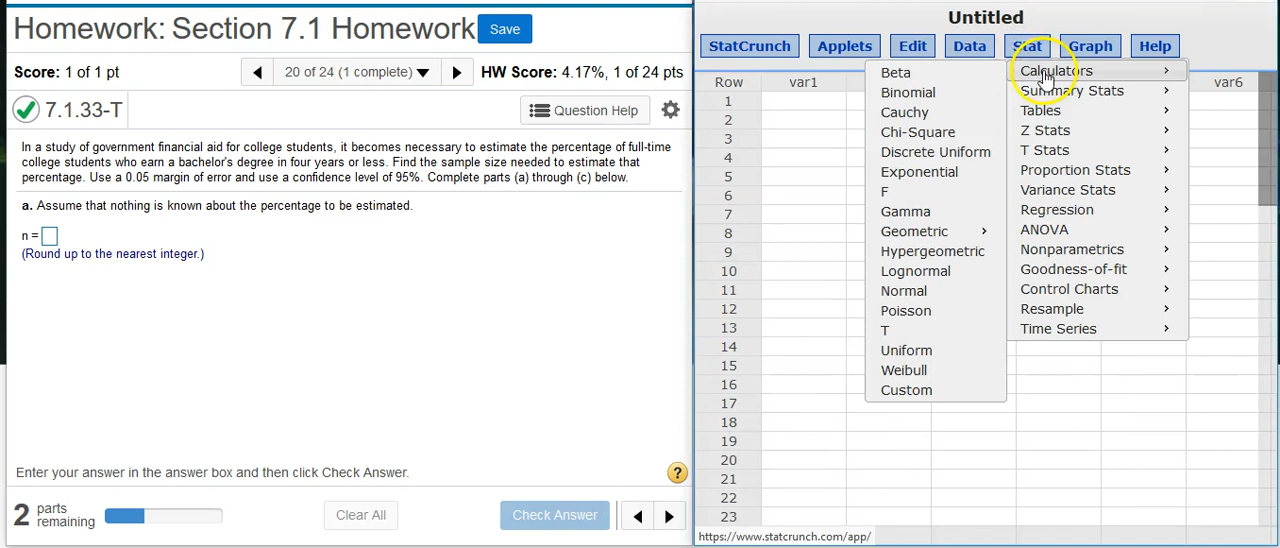 Homework: Section 7.1 Homework
Save
Score: 1 of 1 pt
20 of 24 (1 complete)
HW Score: 4.17%, 1 of 24 pts
7.1.33-T
Question Help
In a study of government financial aid for college students, it becomes necessary to estimate the percentage of full-time
college students who earn a bachelor's degree in four years or less. Find the sample size needed to estimate that
percentage. Use a 0.05 margin of error and use a confidence level of 95%. Complete parts (a) through (c) below.
a. Assume that nothing is known about the percentage to be estimated.
n =
(Round up to the nearest integer.)
Enter your answer in the answer box and then click Check Answer.
?
2 parts remaining
Clear All
Check Answer
Untitled
StatCrunch Applets Edit Data Stat Graph Help
Row var1 var6
1
2
3
4
5
6
7
8
9
10
11
12
13
14
15
16
17
18
19
20
21
22
23
Beta
Binomial
Cauchy
Chi-Square
Discrete Uniform
Exponential
F
Gamma
Geometric
Hypergeometric
Lognormal
Normal
Poisson
T
Uniform
Weibull
Custom
Calculators
Summary Stats
Tables
Z Stats
T Stats
Proportion Stats
Variance Stats
Regression
ANOVA
Nonparametrics
Goodness-of-fit
Control Charts
Resample
Time Series
https://www.statcrunch.com/app/